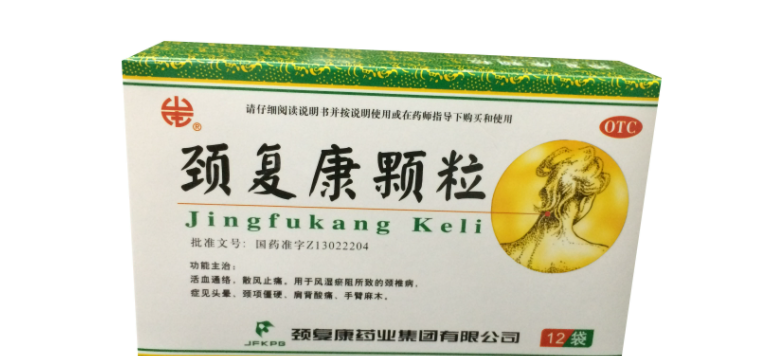 请仔细阅读说明书并按说明使用或在药师指导下购买和使用
OTC
颈复康颗粒
Jingfukang Keli
批准文号：国药准字Z13022204
功能主治：
活血通络，散风止痛。用于风湿瘀阻所致的颈椎病，
症见头晕、颈项僵硬、肩背酸痛、手臂麻木。
JFKPG
颈复康药业集团有限公司
12袋